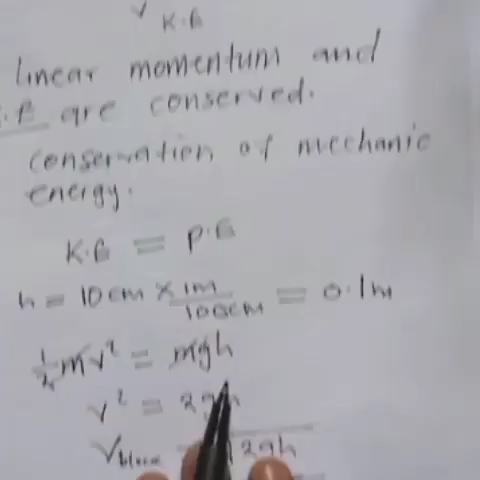 √ K.E
linear momentum and
K.E are conserved.
conservation of mechanic
energy.
K.E = P.E
h = 10cm × 1m/100cm = 0.1m
½mv² = mgh
v² = 2gh
V block = √2gh